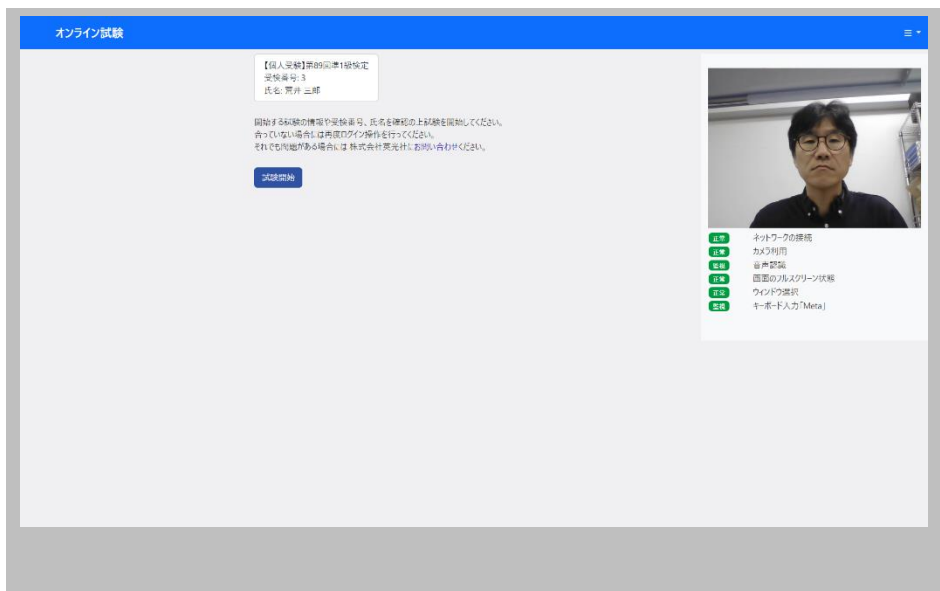 オンライン試験
【個人受験】第89回準1級検定
受検番号: 3
氏名: 荒井 三郎
開始する試験の情報や受検番号、氏名を確認の上試験を開始してください。
合っていない場合には再度ログイン操作を行ってください。
それでも問題がある場合には 株式会社英光社にお問い合わせください。
試験開始
正常 ネットワークの接続
正常 カメラ利用
監視 音声認識
正常 画面のフルスクリーン状態
正常 ウィンドウ選択
監視 キーボード入力「Meta」